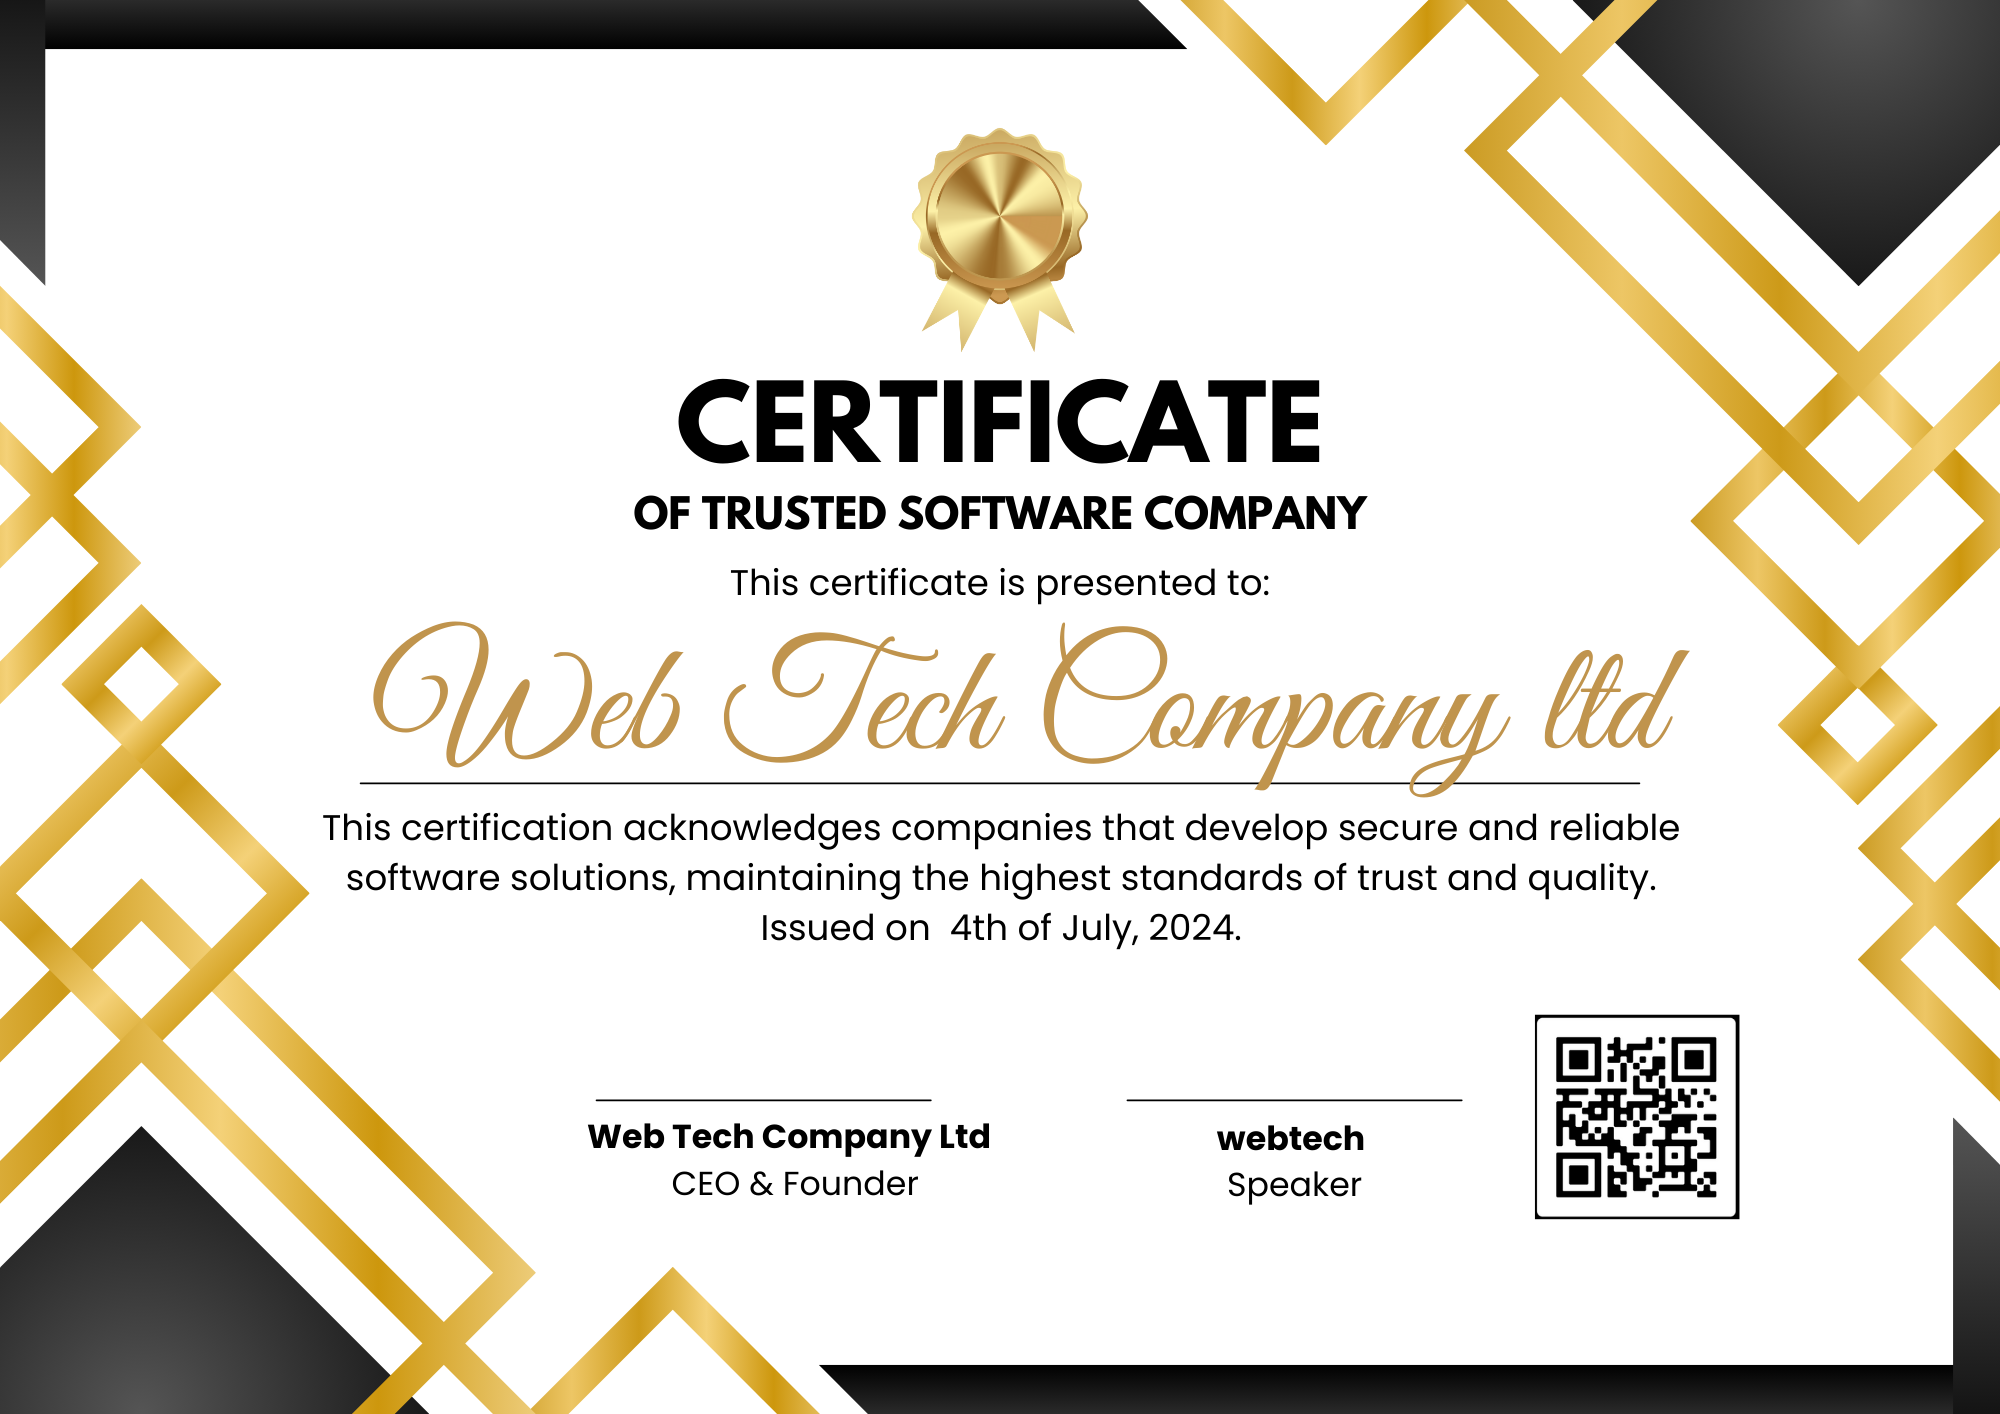 CERTIFICATE
OF TRUSTED SOFTWARE COMPANY
This certificate is presented to:
Web Tech Company ltd
This certification acknowledges companies that develop secure and reliable
software solutions, maintaining the highest standards of trust and quality.
Issued on  4th of July, 2024.
Web Tech Company Ltd
CEO & Founder
webtech
Speaker